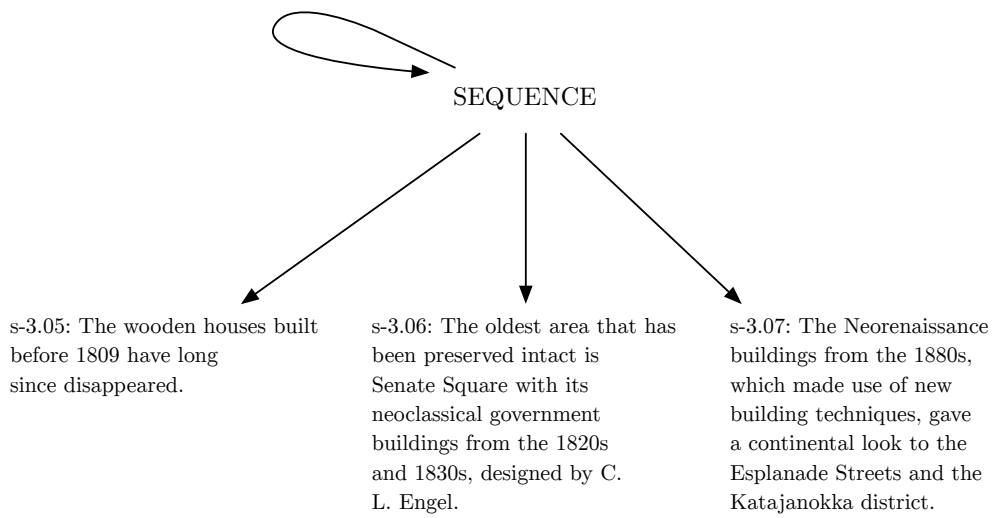 SEQUENCE
s-3.05: The wooden houses built
before 1809 have long
since disappeared.
s-3.06: The oldest area that has
been preserved intact is
Senate Square with its
neoclassical government
buildings from the 1820s
and 1830s, designed by C.
L. Engel.
s-3.07: The Neorenaissance
buildings from the 1880s,
which made use of new
building techniques, gave
a continental look to the
Esplanade Streets and the
Katajanokka district.